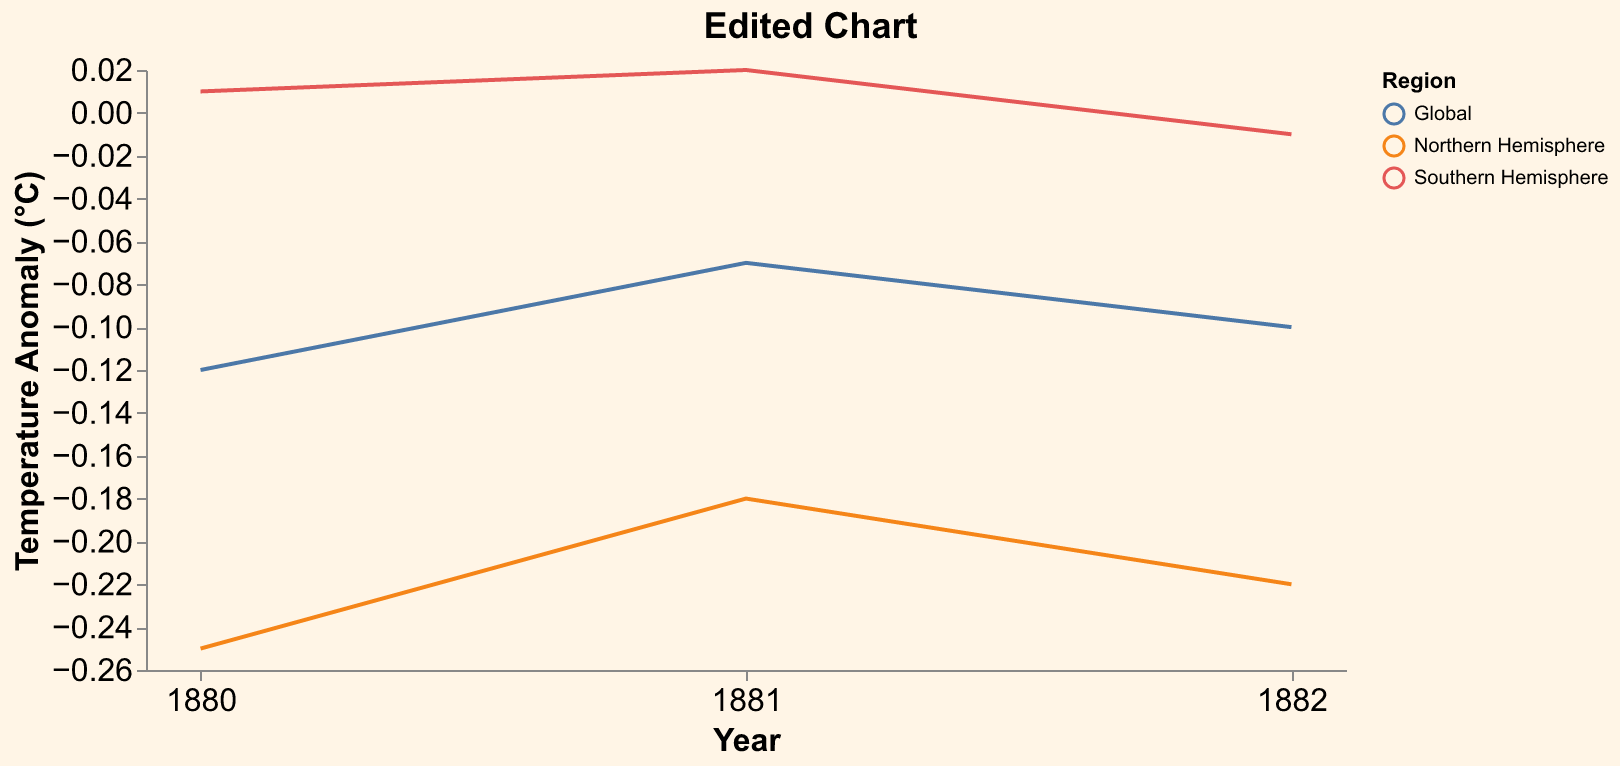 Edited Chart
0.02
0.00
−0.02
−0.04
−0.06
−0.08
−0.10
−0.12
−0.14
−0.16
−0.18
−0.20
−0.22
−0.24
−0.26
Temperature Anomaly (°C)
1880 1881 1882
Year
Region
Global
Northern Hemisphere
Southern Hemisphere